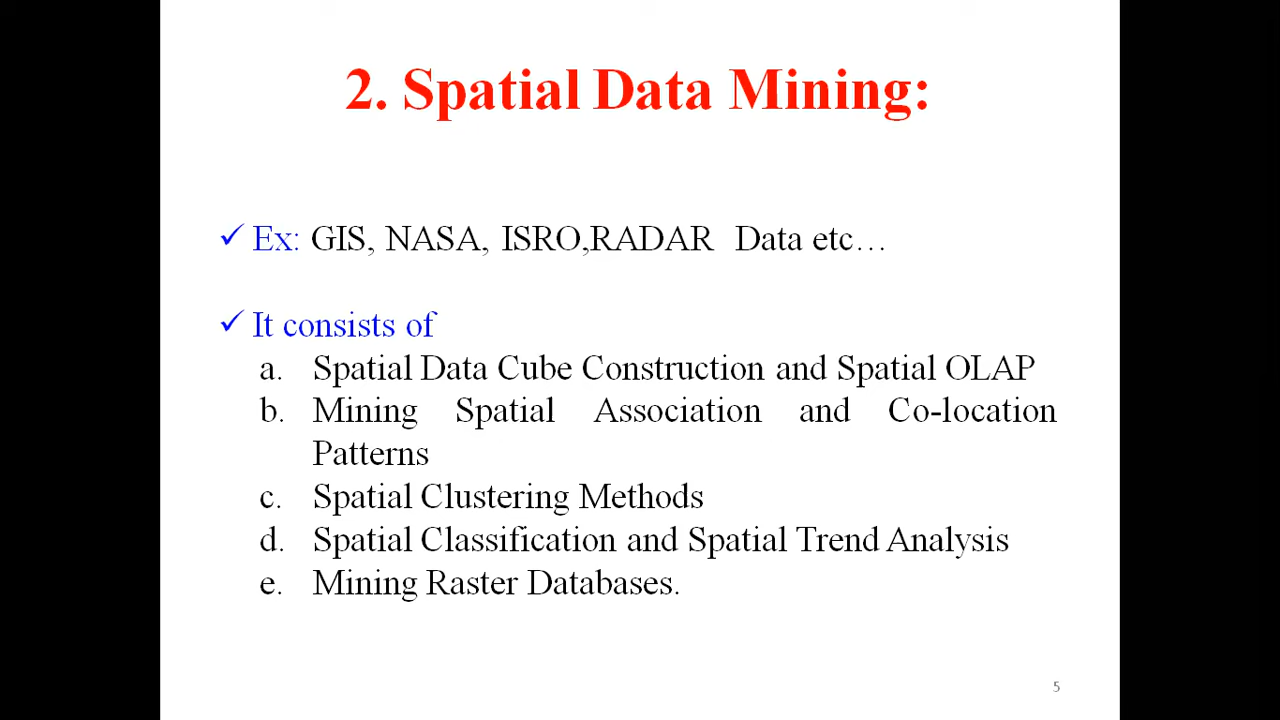 2. Spatial Data Mining:
✓ Ex: GIS, NASA, ISRO,RADAR Data etc…
✓ It consists of
a. Spatial Data Cube Construction and Spatial OLAP
b. Mining Spatial Association and Co-location
Patterns
c. Spatial Clustering Methods
d. Spatial Classification and Spatial Trend Analysis
e. Mining Raster Databases.
5